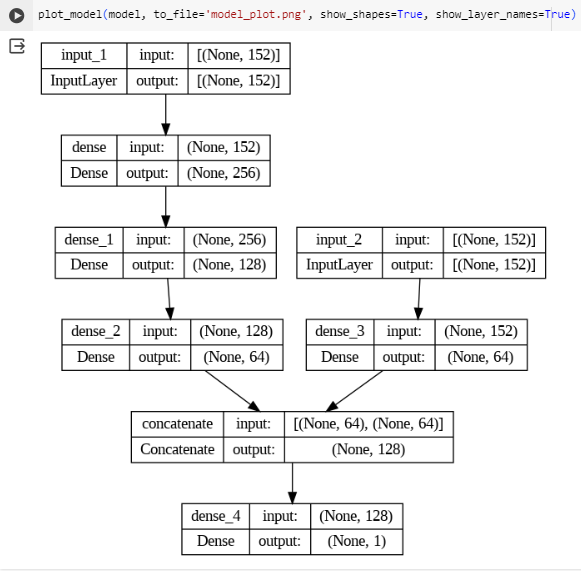 plot_model(model, to_file='model_plot.png', show_shapes=True, show_layer_names=True)
input_1 input: [(None, 152)]
InputLayer output: [(None, 152)]
dense input: (None, 152)
Dense output: (None, 256)
dense_1 input: (None, 256)
Dense output: (None, 128)
input_2 input: [(None, 152)]
InputLayer output: [(None, 152)]
dense_2 input: (None, 128)
Dense output: (None, 64)
dense_3 input: (None, 152)
Dense output: (None, 64)
concatenate input: [(None, 64), (None, 64)]
Concatenate output: (None, 128)
dense_4 input: (None, 128)
Dense output: (None, 1)